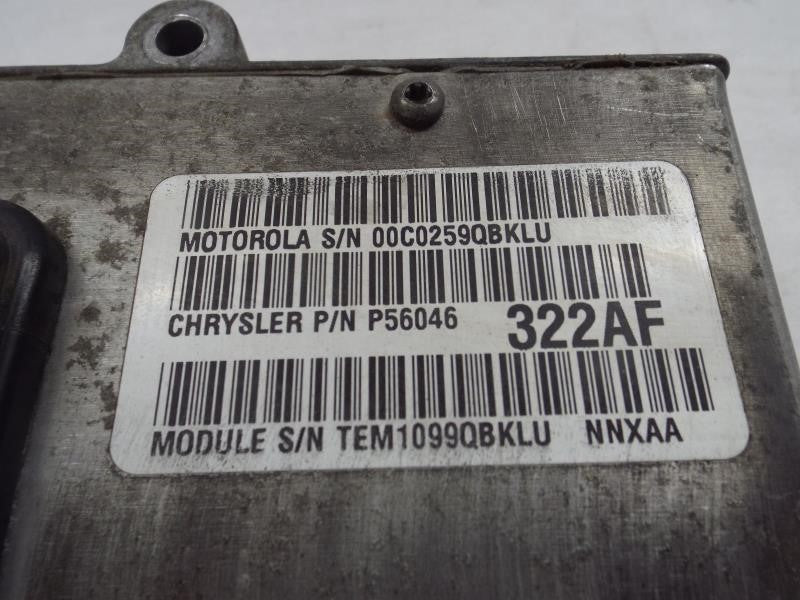 MOTOROLA S/N 00C0259QBKLU
CHRYSLER P/N P56046 322AF
MODULE S/N TEM1099QBKLU NNXAA